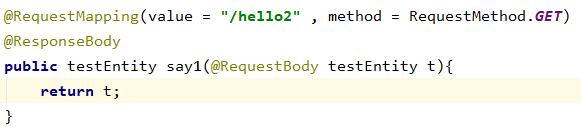 @RequestMapping(value = "/hello2" , method = RequestMethod.GET)
@ResponseBody
public testEntity say1(@RequestBody testEntity t){
    return t;
}